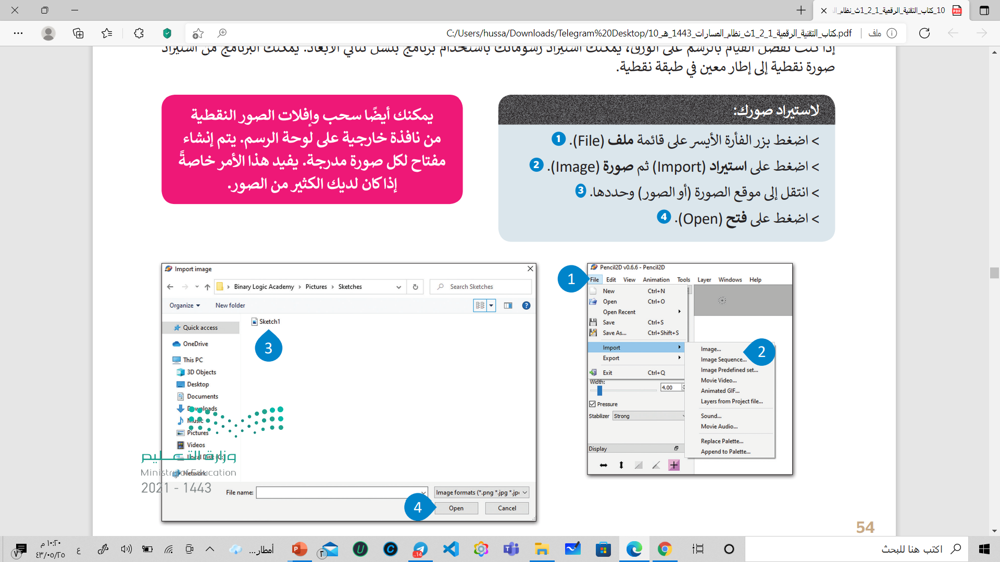 10_كتاب_التقنية_الرقمية_1_2_1ث_نظام_ال
ملف
C:/Users/hussa/Downloads/Telegram%20Desktop/10_كتاب_التقنية_الرقمية_1_2_1ث_نظام_المسارات_1443_هـ.pdf
إذا كنت تفضل القيام بالرسم على الورق، يمكنك استيراد رسوماتك باستخدام برنامج بنسل ثنائي الأبعاد. يمكنك البرنامج من استيراد
صورة نقطية إلى إطار معين في طبقة نقطية.
لاستيراد صورك:
< اضغط بزر الفأرة الأيسر على قائمة ملف (File). 1
< اضغط على استيراد (Import) ثم صورة (Image). 2
< انتقل إلى موقع الصورة (أو الصور) وحددها. 3
< اضغط على فتح (Open). 4
يمكنك أيضًا سحب وإفلات الصور النقطية
من نافذة خارجية على لوحة الرسم. يتم إنشاء
مفتاح لكل صورة مدرجة. يفيد هذا الأمر خاصةً
إذا كان لديك الكثير من الصور.
Pencil2D v0.6.6 - Pencil2D
1
File Edit View Animation Tools Layer Windows Help
New Ctrl+N
Open Ctrl+O
Open Recent
Save Ctrl+S
Save As... Ctrl+Shift+S
Import
Export
Exit Ctrl+Q
Image...
2
Image Sequence...
Image Predefined set...
Movie Video...
Animated GIF...
Layers from Project file...
Sound...
Movie Audio...
Replace Palette...
Append to Palette...
Width:
4.00
Pressure
Stabilizer Strong
Display
Import image
Binary Logic Academy Pictures Sketches
Search Sketches
Organize New folder
Sketch1
3
Quick access
OneDrive
This PC
3D Objects
Desktop
Documents
Downloads
Music
Pictures
Videos
Local Disk (C:)
Network
File name:
Image formats (*.png *.jpg *.jpe
4
Open Cancel
وزارة التعليم
Ministry of Education
2021 - 1443
54
اكتب هنا للبحث
..14
٢
أمطار...
ع
١٠:٢٠ م
٤٣/٠٥/٢٥
٧